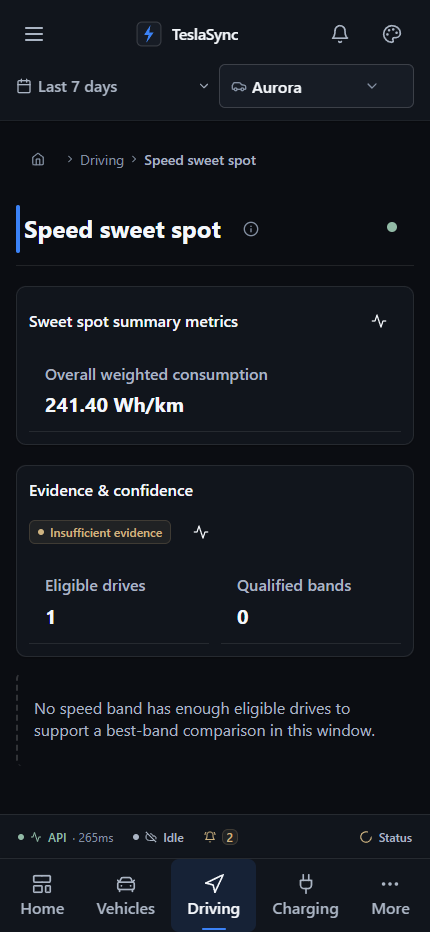 TeslaSync
Last 7 days
Aurora
Driving
Speed sweet spot
Speed sweet spot
Sweet spot summary metrics
Overall weighted consumption
241.40 Wh/km
Evidence & confidence
Insufficient evidence
Eligible drives
Qualified bands
1
0
No speed band has enough eligible drives to
support a best-band comparison in this window.
API · 265ms
Idle
2
Status
Home
Vehicles
Driving
Charging
More